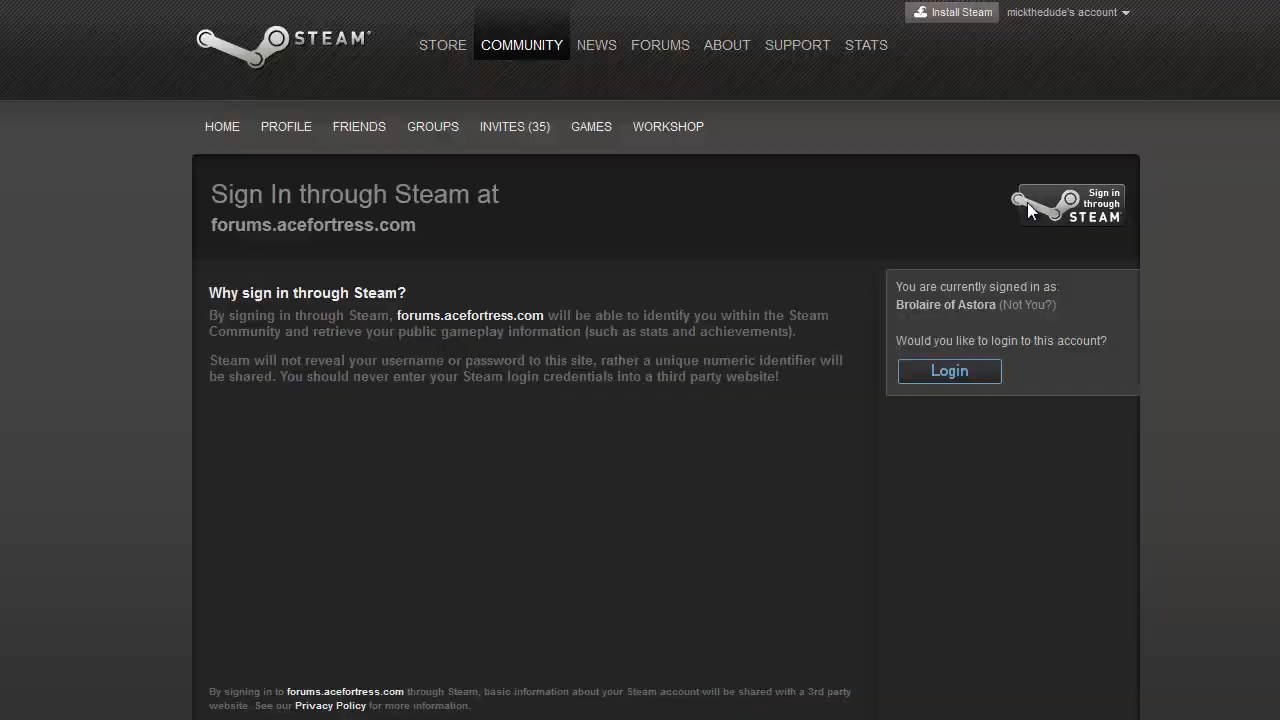 Install Steam
mickthedude's account
STEAM
STORE COMMUNITY NEWS FORUMS ABOUT SUPPORT STATS
HOME PROFILE FRIENDS GROUPS INVITES (35) GAMES WORKSHOP
Sign In through Steam at
forums.acefortress.com
Sign in
through
STEAM
Why sign in through Steam?
By signing in through Steam, forums.acefortress.com will be able to identify you within the Steam
Community and retrieve your public gameplay information (such as stats and achievements).
Steam will not reveal your username or password to this site, rather a unique numeric identifier will
be shared. You should never enter your Steam login credentials into a third party website!
You are currently signed in as:
Brolaire of Astora (Not You?)
Would you like to login to this account?
Login
By signing in to forums.acefortress.com through Steam, basic information about your Steam account will be shared with a 3rd party
website. See our Privacy Policy for more information.